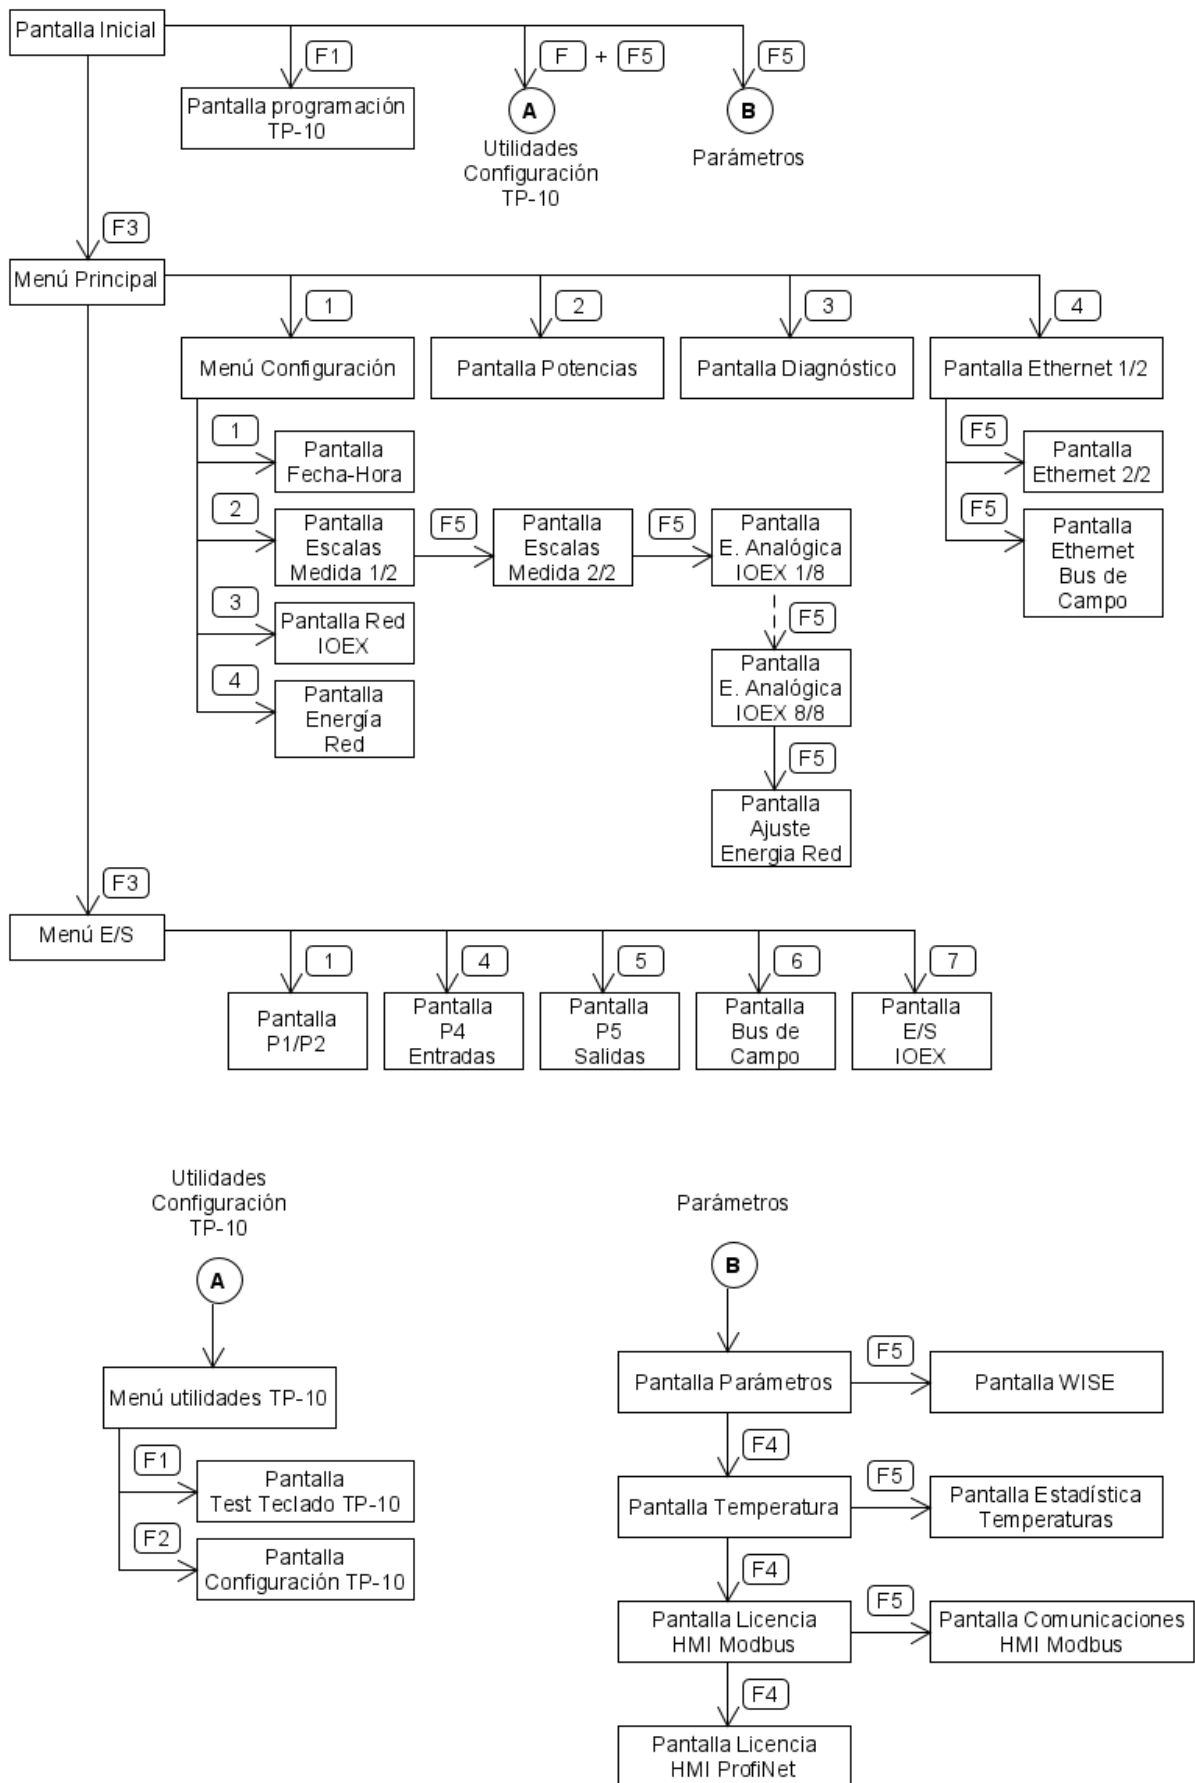 Pantalla Inicial
F1
F + F5
F5
Pantalla programación
TP-10
A
Utilidades
Configuración
TP-10
B
Parámetros
F3
Menú Principal
1
2
3
4
Menú Configuración
Pantalla Potencias
Pantalla Diagnóstico
Pantalla Ethernet 1/2
1
Pantalla
Fecha-Hora
2
Pantalla
Escalas
Medida 1/2
F5
Pantalla
Escalas
Medida 2/2
F5
Pantalla
E. Analógica
IOEX 1/8
F5
Pantalla
E. Analógica
IOEX 8/8
F5
Pantalla
Ajuste
Energia Red
3
Pantalla Red
IOEX
4
Pantalla
Energía
Red
F5
Pantalla
Ethernet 2/2
F5
Pantalla
Ethernet
Bus de
Campo
F3
Menú E/S
1
4
5
6
7
Pantalla
P1/P2
Pantalla
P4
Entradas
Pantalla
P5
Salidas
Pantalla
Bus de
Campo
Pantalla
E/S
IOEX
Utilidades
Configuración
TP-10
A
Menú utilidades TP-10
F1
Pantalla
Test Teclado TP-10
F2
Pantalla
Configuración TP-10
Parámetros
B
Pantalla Parámetros
F5
Pantalla WISE
F4
Pantalla Temperatura
F5
Pantalla Estadística
Temperaturas
F4
Pantalla Licencia
HMI Modbus
F5
Pantalla Comunicaciones
HMI Modbus
F4
Pantalla Licencia
HMI ProfiNet